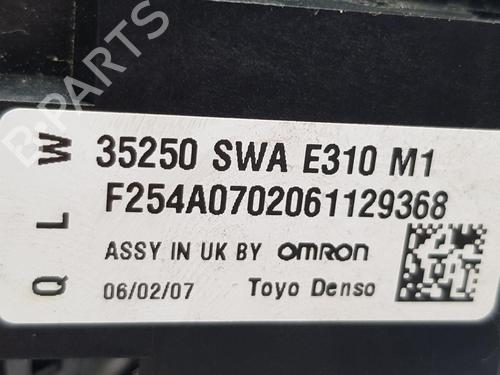 B-PARTS
W
L
Q
35250 SWA E310 M1
F254A0702061129368
ASSY IN UK BY OMRON
06/02/07 Toyo Denso